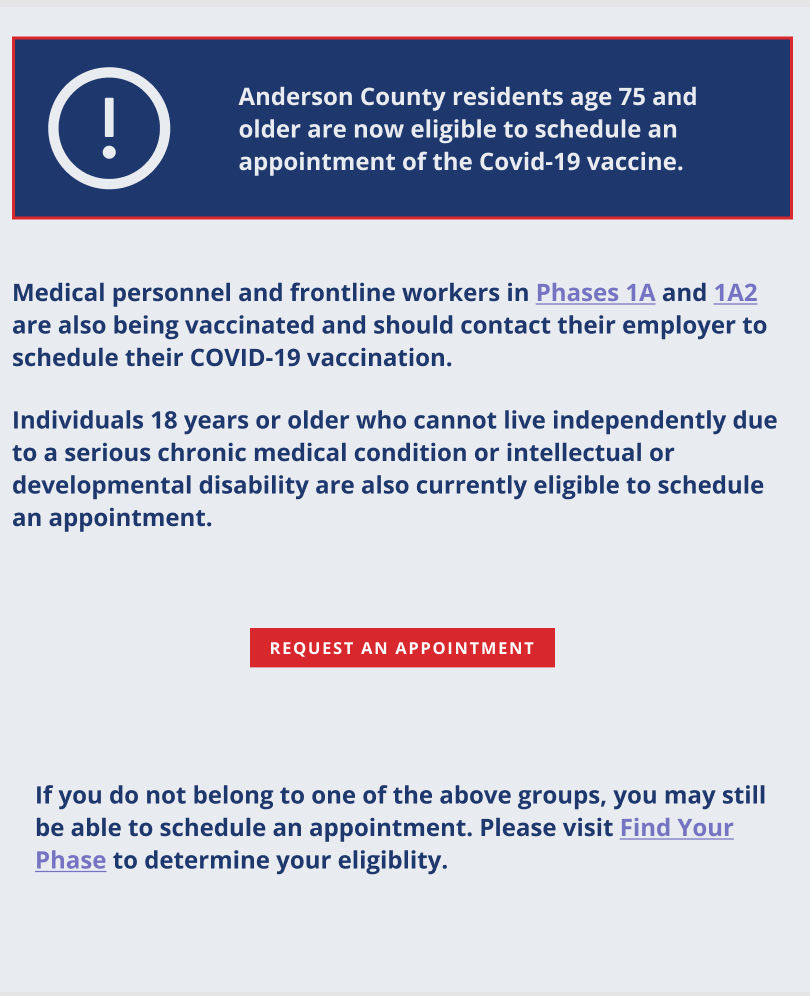 Anderson County residents age 75 and
older are now eligible to schedule an
appointment of the Covid-19 vaccine.
Medical personnel and frontline workers in Phases 1A and 1A2
are also being vaccinated and should contact their employer to
schedule their COVID-19 vaccination.
Individuals 18 years or older who cannot live independently due
to a serious chronic medical condition or intellectual or
developmental disability are also currently eligible to schedule
an appointment.
REQUEST AN APPOINTMENT
If you do not belong to one of the above groups, you may still
be able to schedule an appointment. Please visit Find Your
Phase to determine your eligiblity.